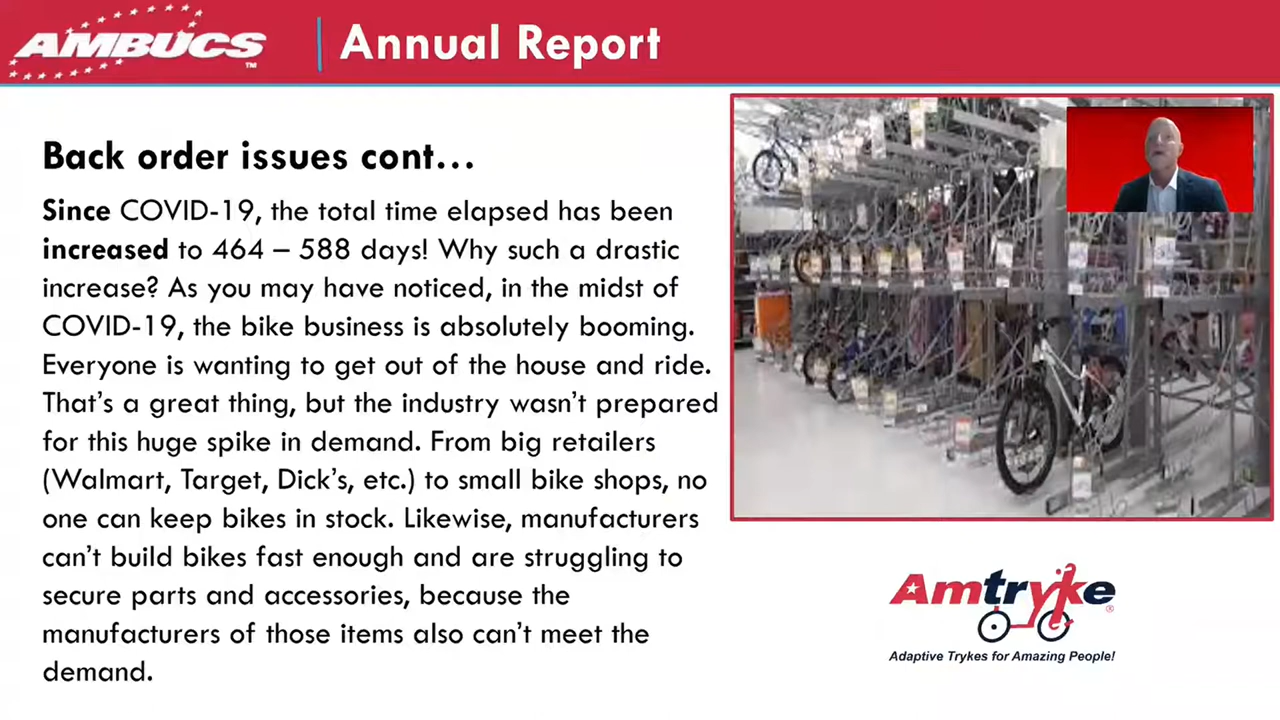 AMBUCS
TM
Annual Report
Back order issues cont...
Since COVID-19, the total time elapsed has been
increased to 464 – 588 days! Why such a drastic
increase? As you may have noticed, in the midst of
COVID-19, the bike business is absolutely booming.
Everyone is wanting to get out of the house and ride.
That's a great thing, but the industry wasn't prepared
for this huge spike in demand. From big retailers
(Walmart, Target, Dick's, etc.) to small bike shops, no
one can keep bikes in stock. Likewise, manufacturers
can't build bikes fast enough and are struggling to
secure parts and accessories, because the
manufacturers of those items also can't meet the
demand.
Amtryke®
Adaptive Trykes for Amazing People!